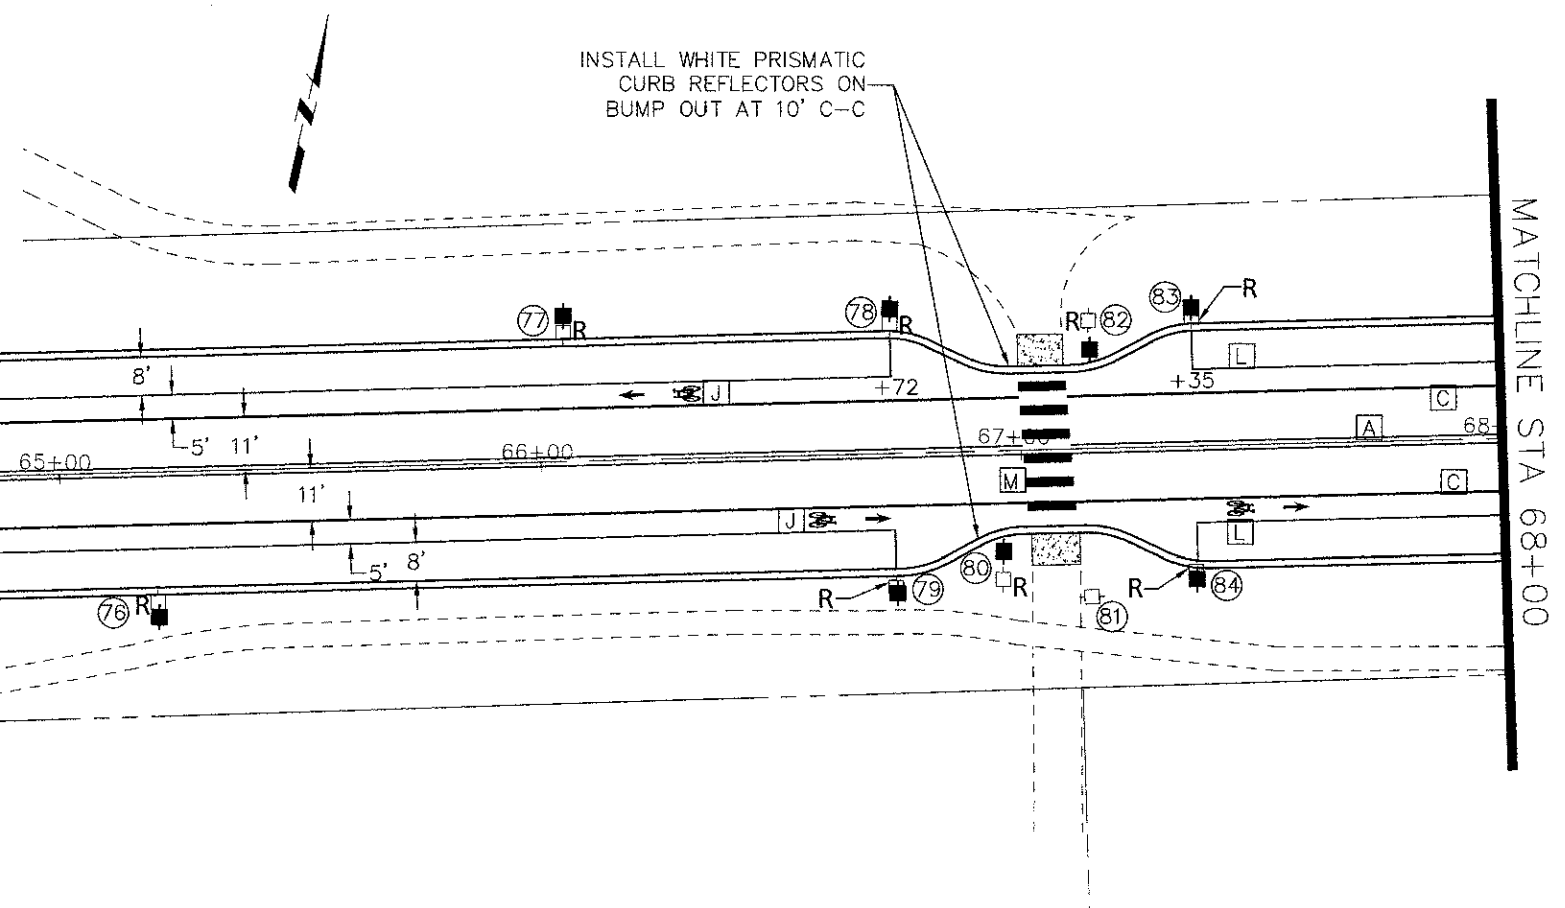 INSTALL WHITE PRISMATIC
CURB REFLECTORS ON
BUMP OUT AT 10' C-C
MATCHLINE STA 68+00
77
R
78
R
R
82
83
R
8'
J
+72
+35
L
C
5'
11'
65+00
66+00
67+00
A
68+
11'
M
C
J
L
5'
8'
76
R
R
79
80
R
81
R
84